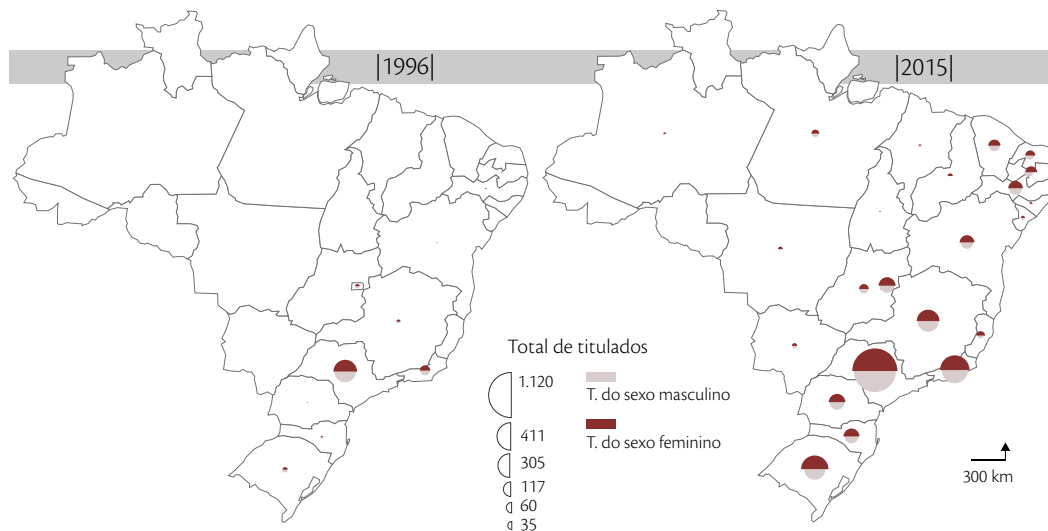 |1996|
|2015|
Total de titulados
1.120
411
305
117
60
35
T. do sexo masculino
T. do sexo feminino
300 km